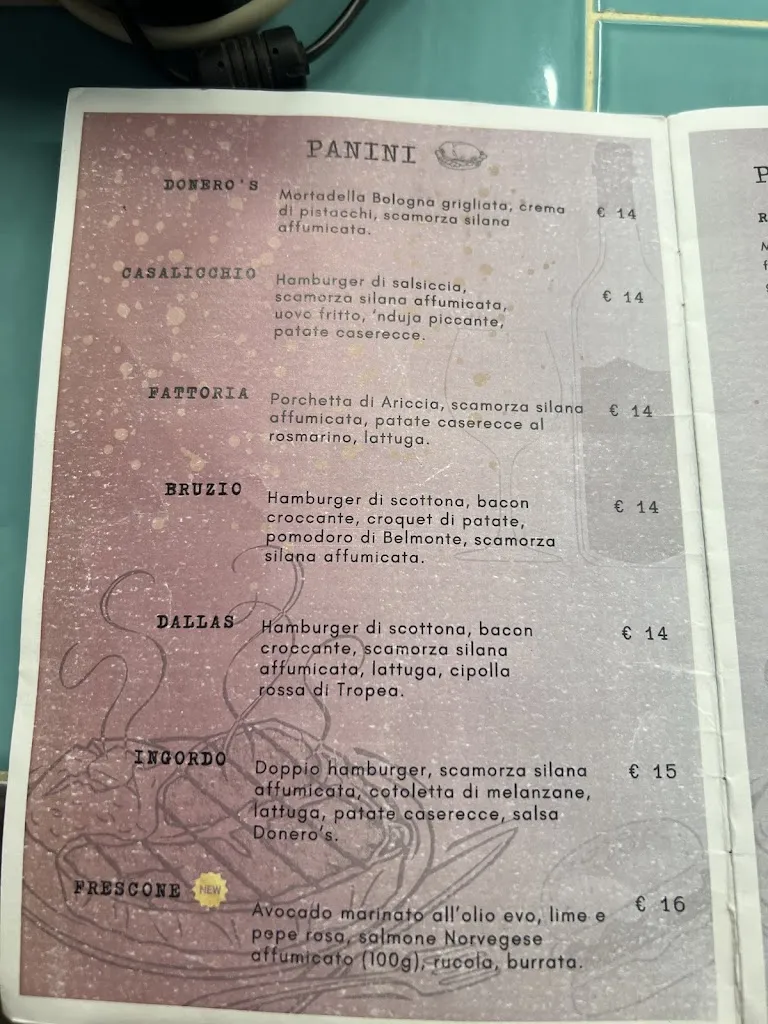 PANINI
DONERO'S
Mortadella Bologna grigliata, crema
di pistacchi, scamorza silana
affumicata.
€ 14
CASALICCHIO
Hamburger di salsiccia,
scamorza silana affumicata,
uovo fritto, 'nduja piccante,
patate caserecce.
€ 14
FATTORIA
Porchetta di Ariccia, scamorza silana
affumicata, patate caserecce al
rosmarino, lattuga.
€ 14
BRUZIO
Hamburger di scottona, bacon
croccante, croquet di patate,
pomodoro di Belmonte, scamorza
silana affumicata.
€ 14
DALLAS
Hamburger di scottona, bacon
croccante, scamorza silana
affumicata, lattuga, cipolla
rossa di Tropea.
€ 14
INGORDO
Doppio hamburger, scamorza silana
affumicata, cotoletta di melanzane,
lattuga, patate caserecce, salsa
Donero's.
€ 15
FRESCONE NEW
Avocado marinato all'olio evo, lime e
pepe rosa, salmone Norvegese
affumicato (100g), rucola, burrata.
€ 16